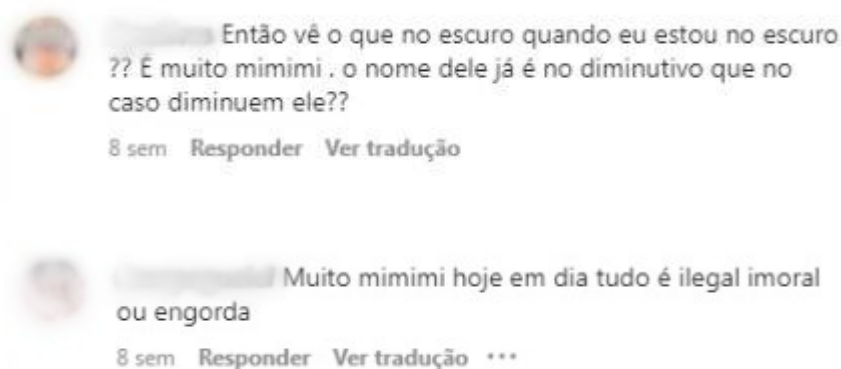 Então vê o que no escuro quando eu estou no escuro
?? É muito mimimi . o nome dele já é no diminutivo que no
caso diminuem ele??
8 sem Responder Ver tradução
Muito mimimi hoje em dia tudo é ilegal imoral
ou engorda
8 sem Responder Ver tradução ...